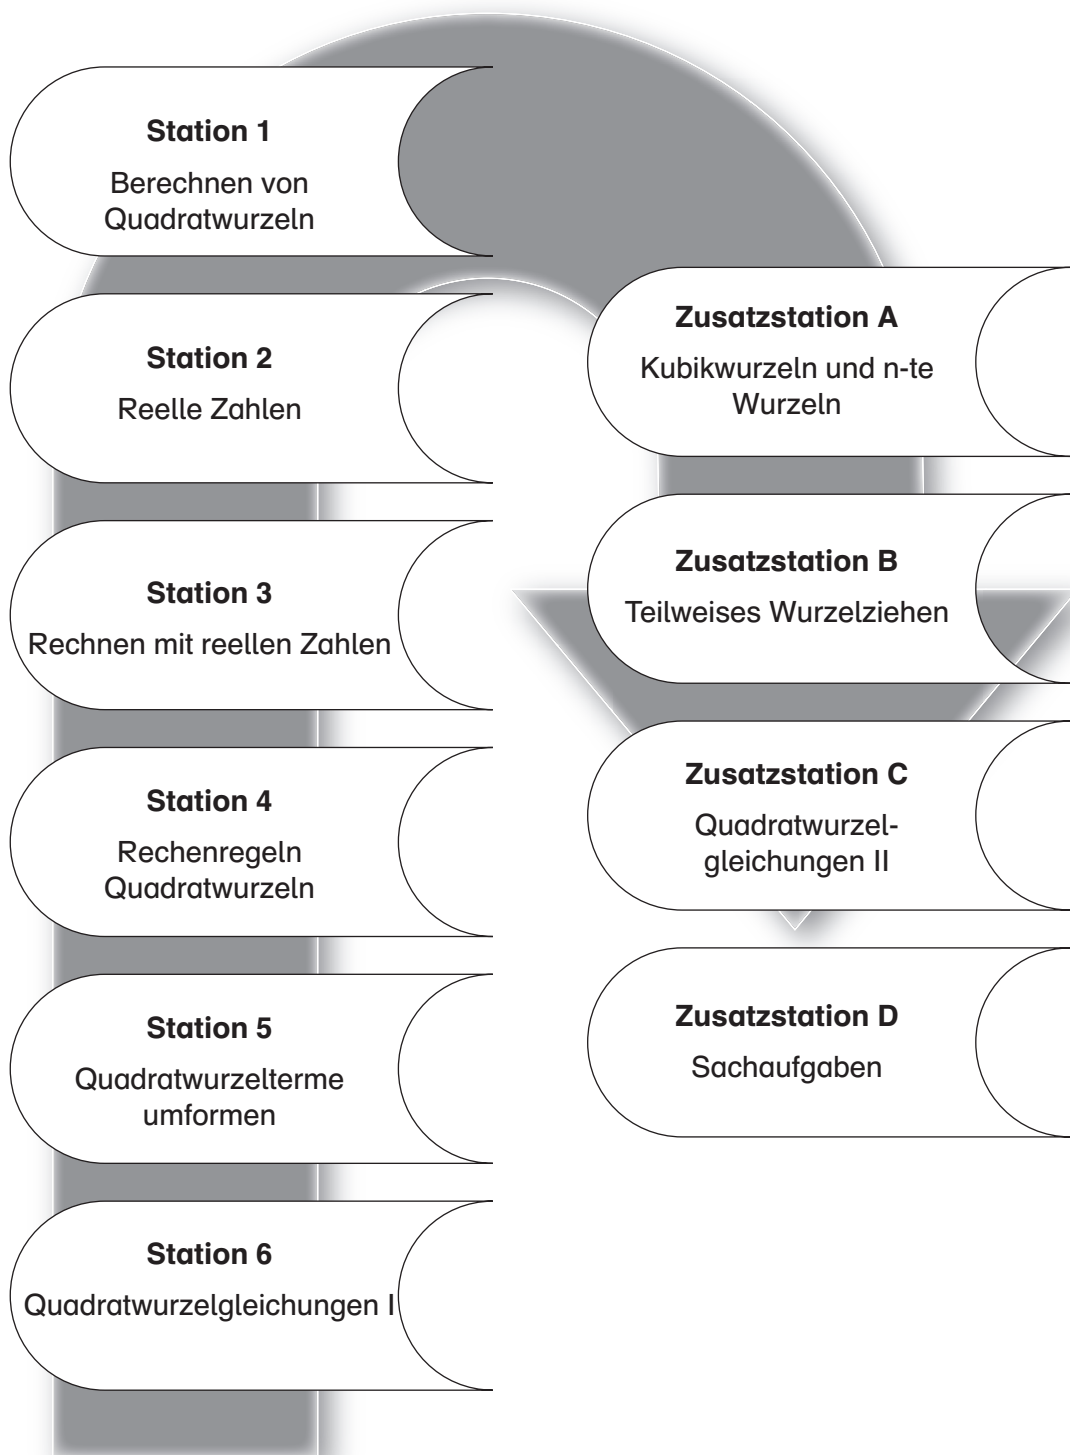 Station 1
Berechnen von
Quadratwurzeln
Station 2
Reelle Zahlen
Station 3
Rechnen mit reellen Zahlen
Station 4
Rechenregeln
Quadratwurzeln
Station 5
Quadratwurzelterme
umformen
Station 6
Quadratwurzelgleichungen I
Zusatzstation A
Kubikwurzeln und n-te
Wurzeln
Zusatzstation B
Teilweises Wurzelziehen
Zusatzstation C
Quadratwurzel-
gleichungen II
Zusatzstation D
Sachaufgaben